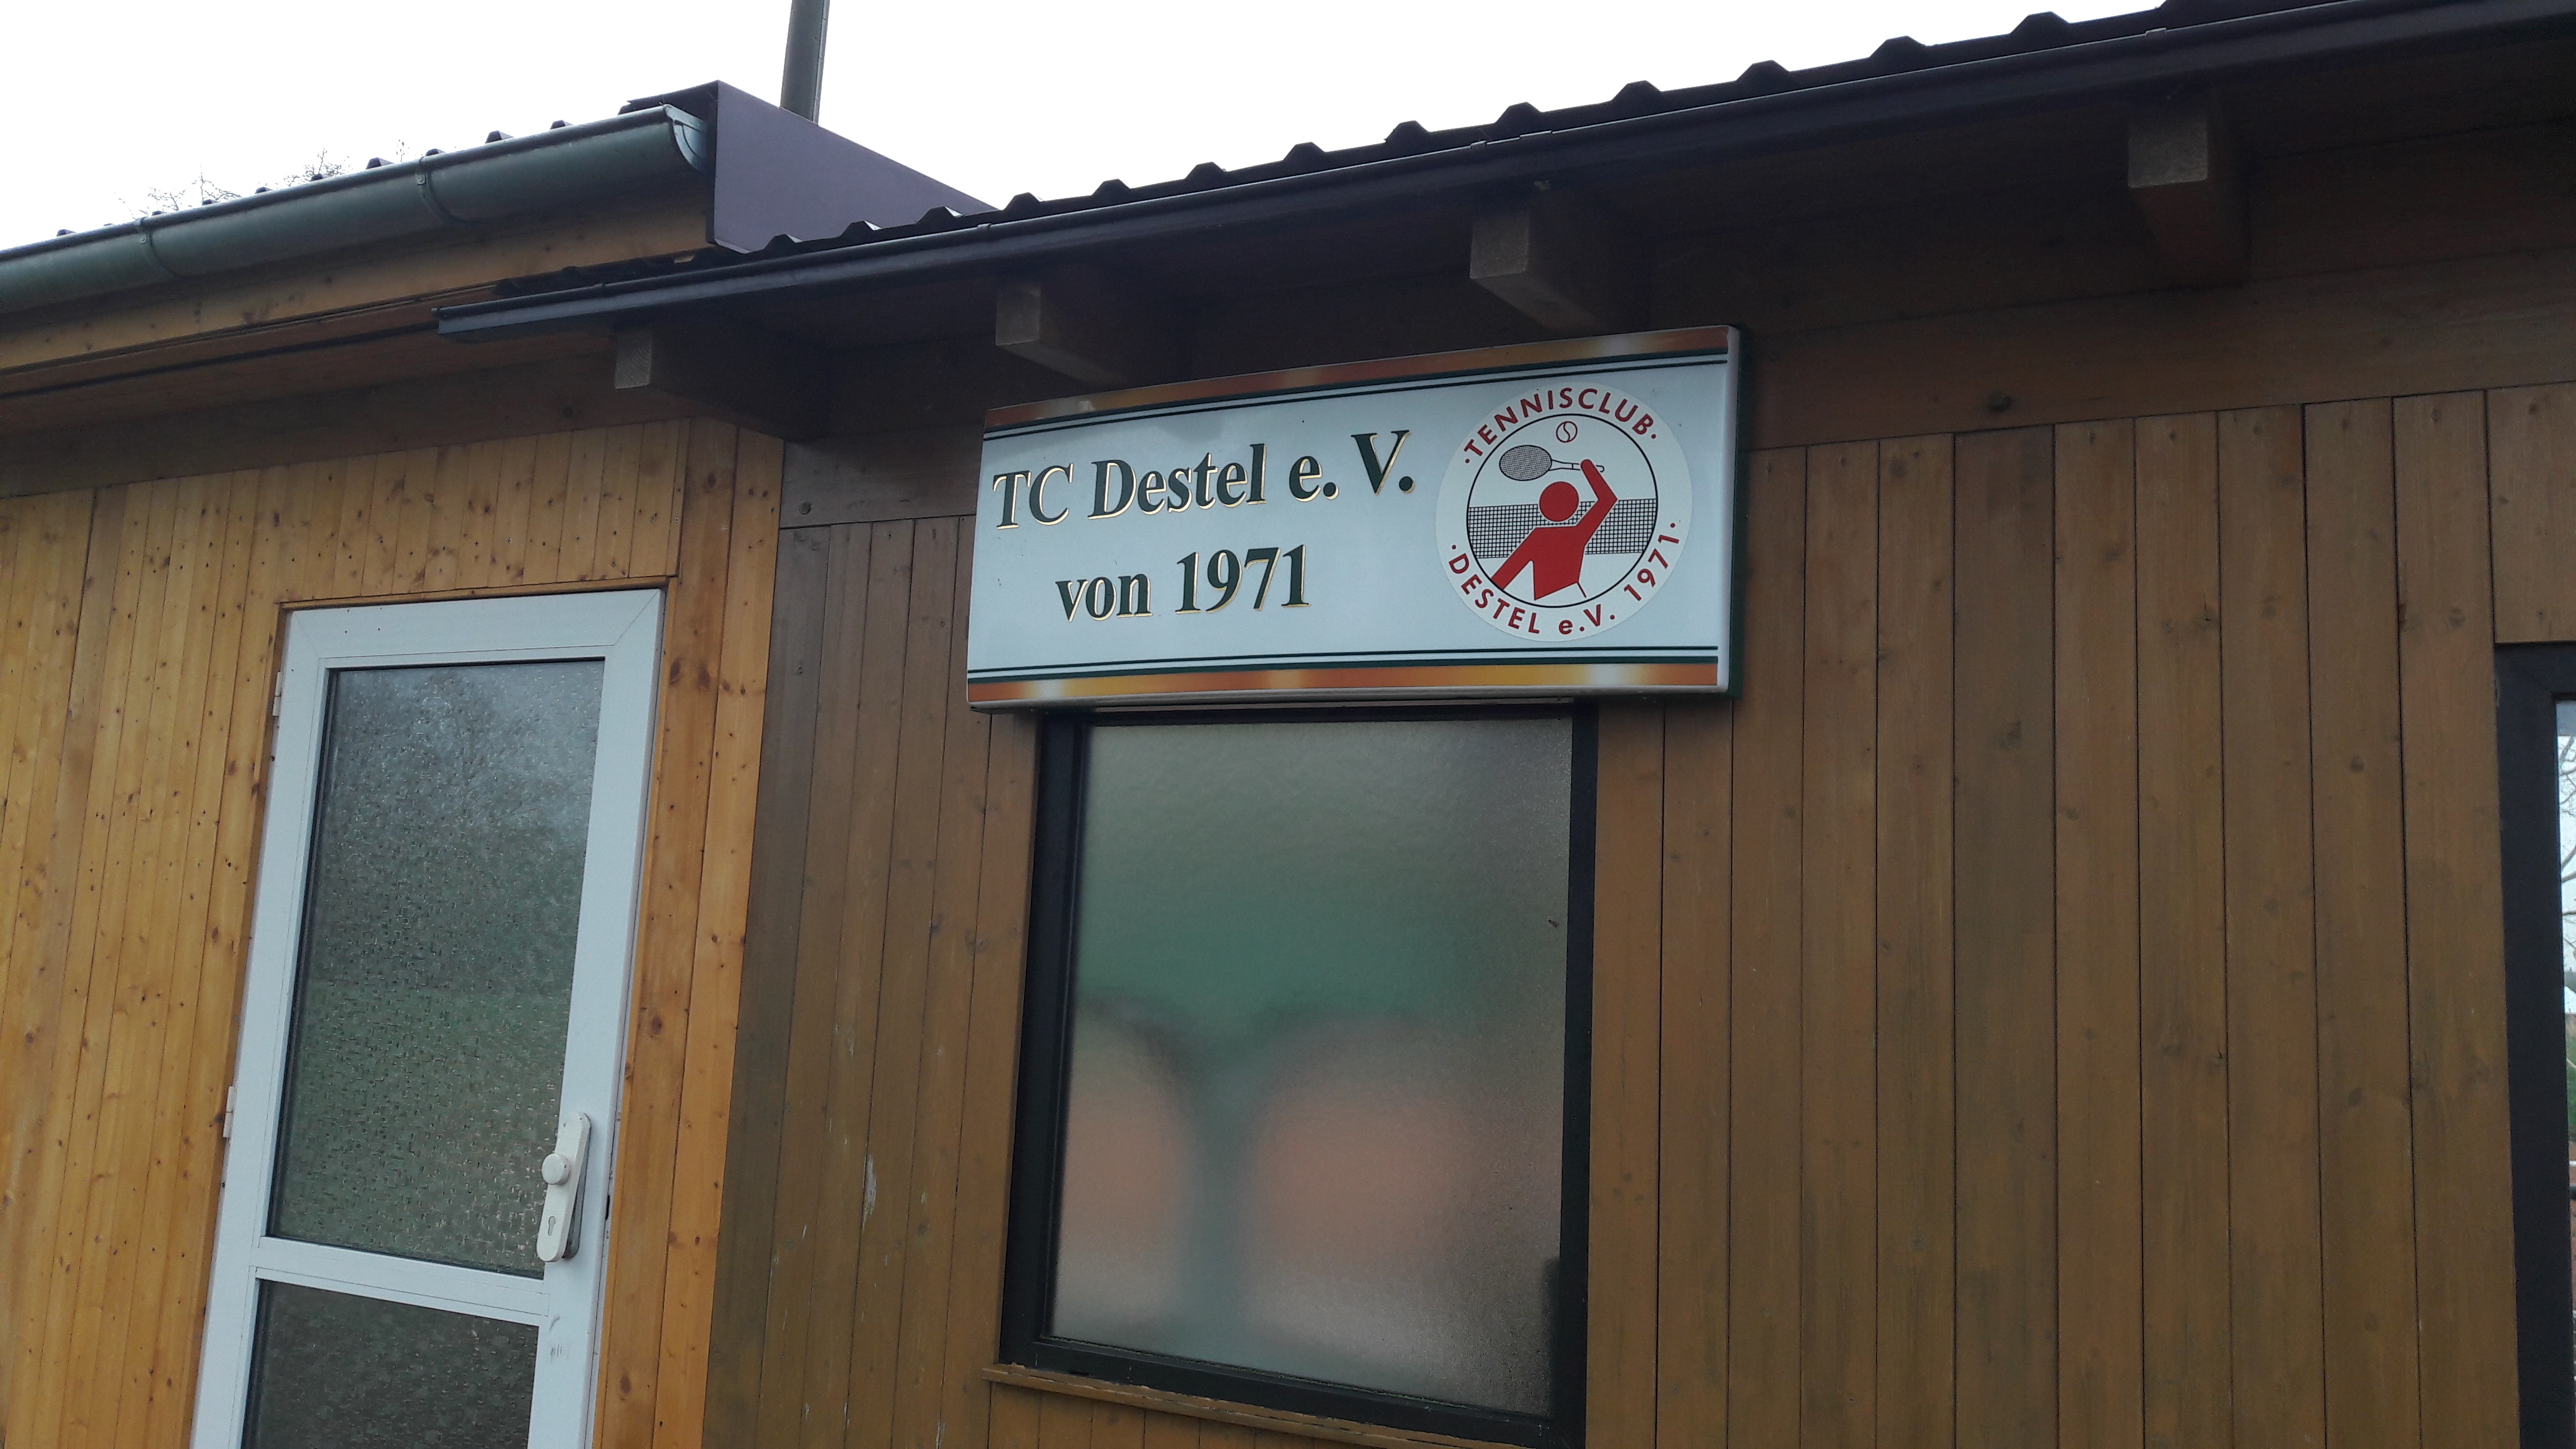 TC Destel e. V.
von 1971
·TENNISCLUB·
·DESTEL e.V. 1971·